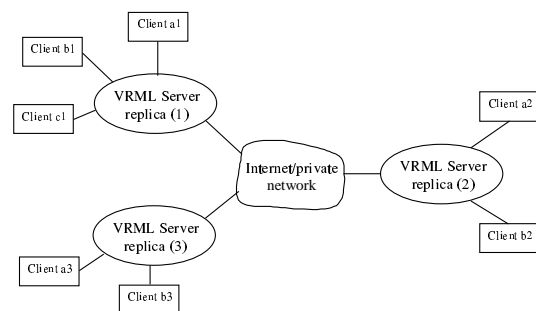 Client a1
Client b1
VRML Server
replica (1)
Client c1
Client a2
Internet/private
network
VRML Server
replica (2)
Client b2
VRML Server
replica (3)
Client a3
Client b3